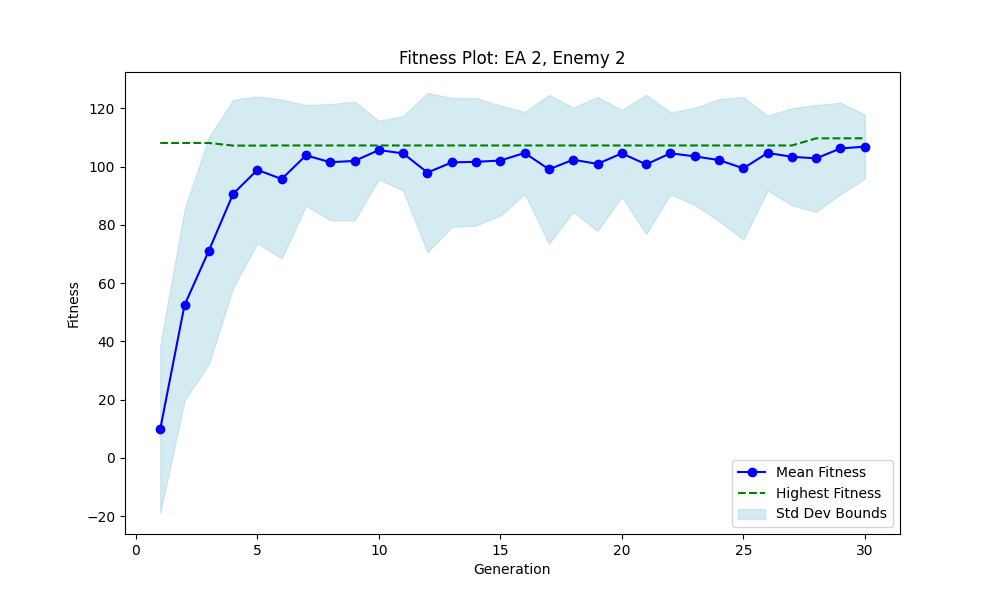 Fitness Plot: EA 2, Enemy 2
120
100
80
60
40
20
0
−20
Fitness
0 5 10 15 20 25 30
Generation
Mean Fitness
Highest Fitness
Std Dev Bounds